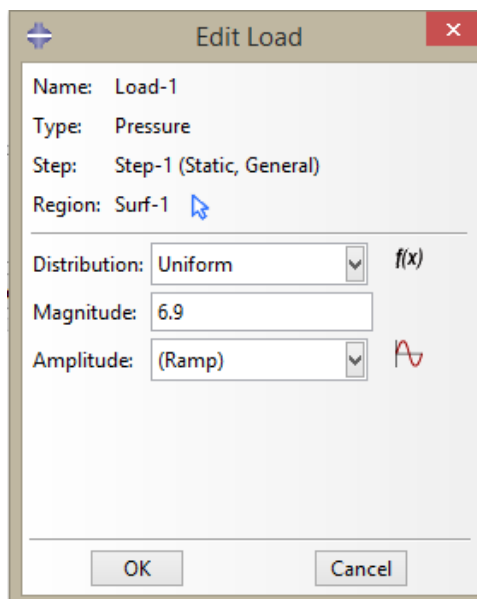 Edit Load
Name: Load-1
Type: Pressure
Step: Step-1 (Static, General)
Region: Surf-1
Distribution: Uniform f(x)
Magnitude: 6.9
Amplitude: (Ramp)
OK Cancel